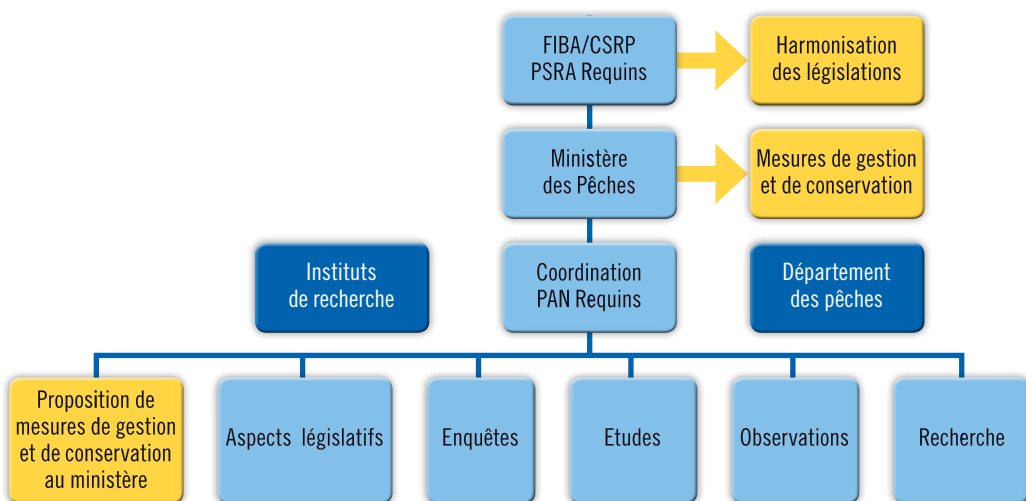 FIBA/CSRP
PSRA Requins
Harmonisation
des législations
Ministère
des Pêches
Mesures de gestion
et de conservation
Instituts
de recherche
Coordination
PAN Requins
Département
des pêches
Proposition de
mesures de gestion
et de conservation
au ministère
Aspects législatifs
Enquêtes
Etudes
Observations
Recherche